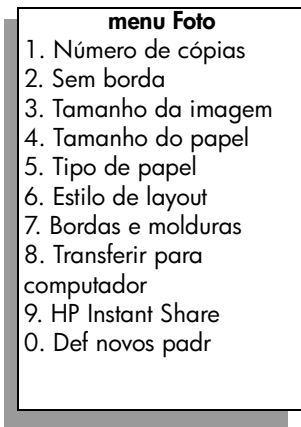 menu Foto
1. Número de cópias
2. Sem borda
3. Tamanho da imagem
4. Tamanho do papel
5. Tipo de papel
6. Estilo de layout
7. Bordas e molduras
8. Transferir para
computador
9. HP Instant Share
0. Def novos padr